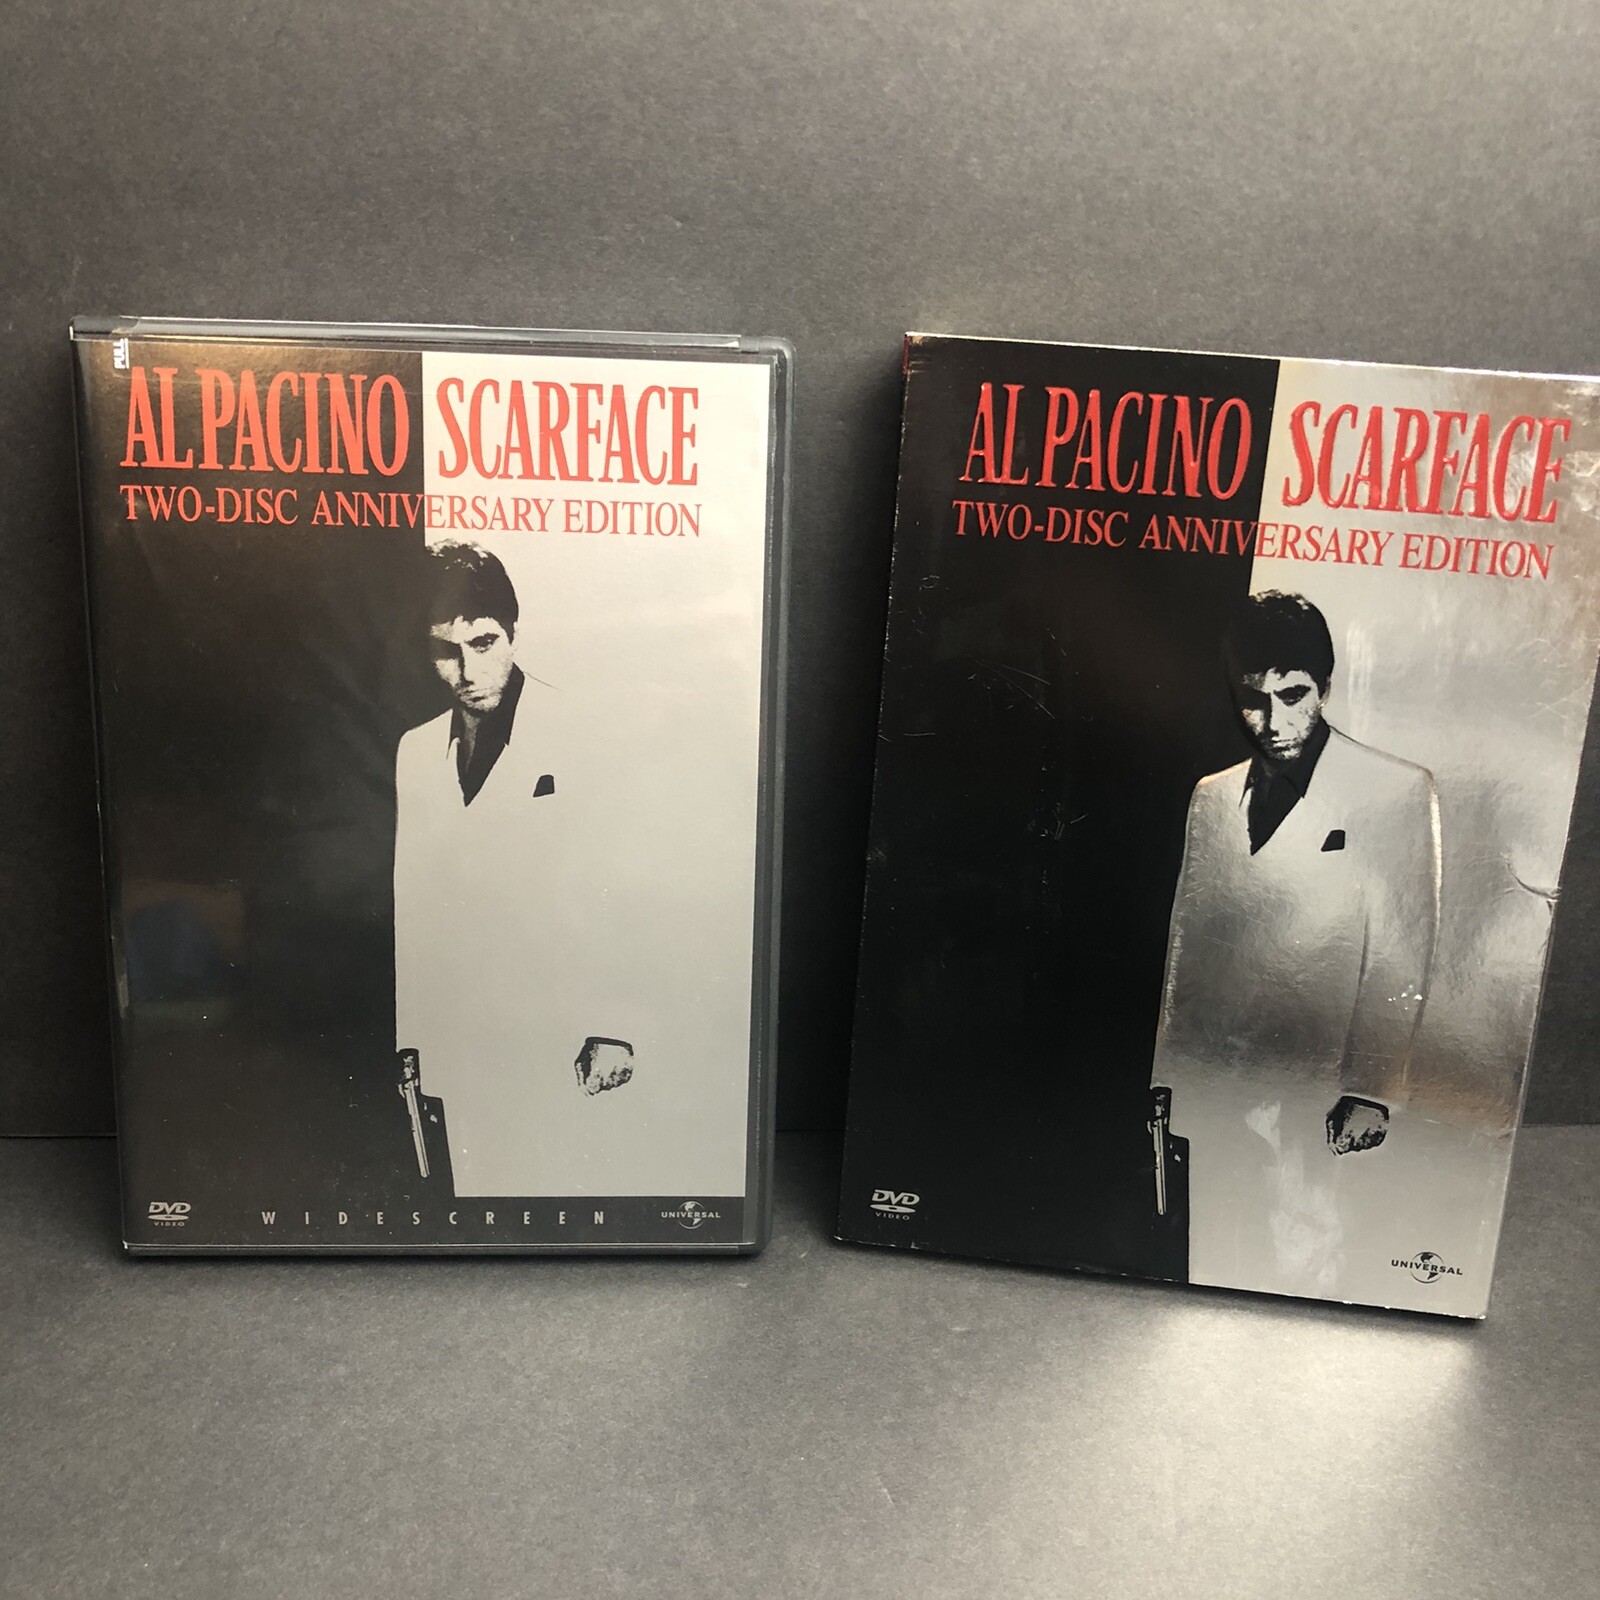 PULL
AL PACINO SCARFACE
TWO-DISC ANNIVERSARY EDITION
DVD
VIDEO
WIDESCREEN
UNIVERSAL
AL PACINO SCARFACE
TWO-DISC ANNIVERSARY EDITION
DVD
VIDEO
UNIVERSAL